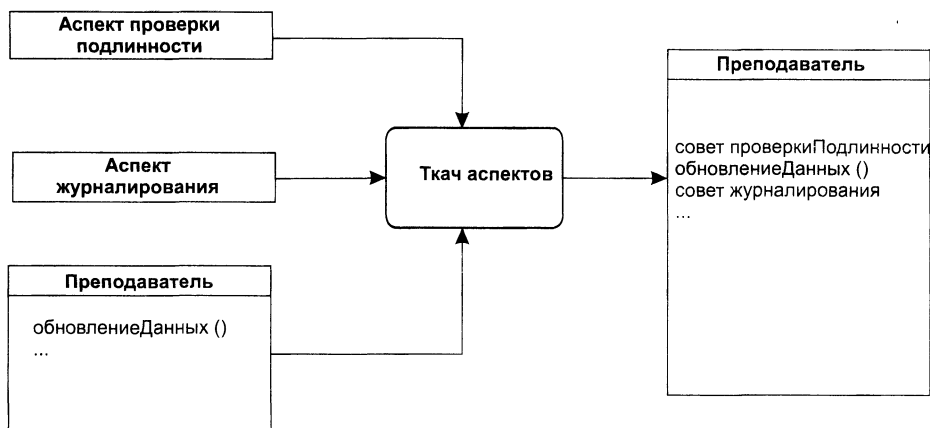 Аспект проверки
подлинности
Аспект
журналирования
Преподаватель
обновлениеДанных ()
...
Ткач аспектов
Преподаватель
совет проверкиПодлинности
обновлениеДанных ()
совет журналирования
...